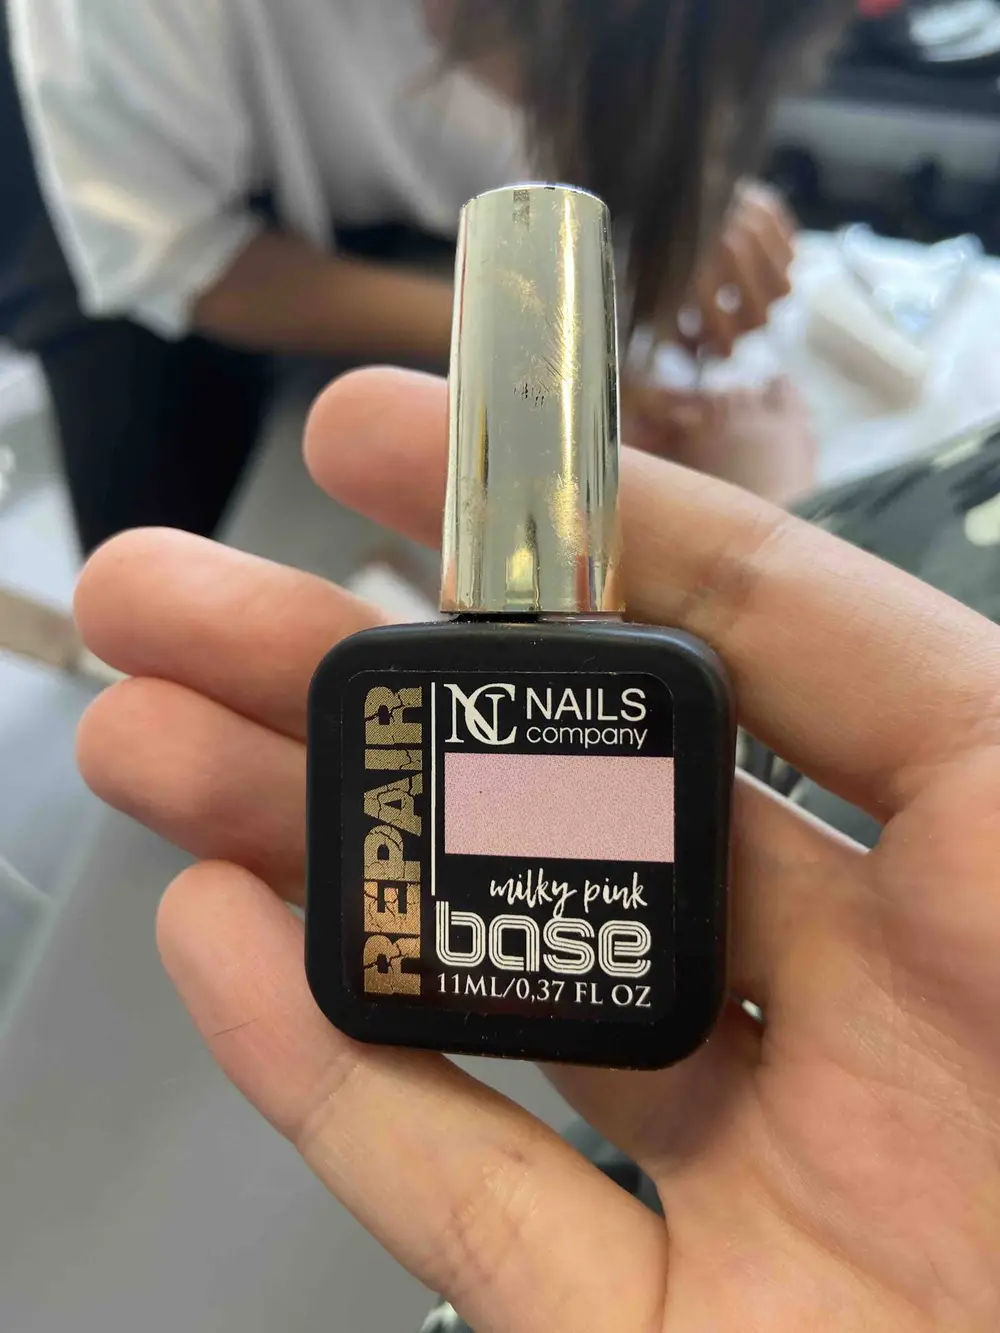 REPAIR
NC NAILS
company
milky pink
base
11ML/0,37 FL OZ